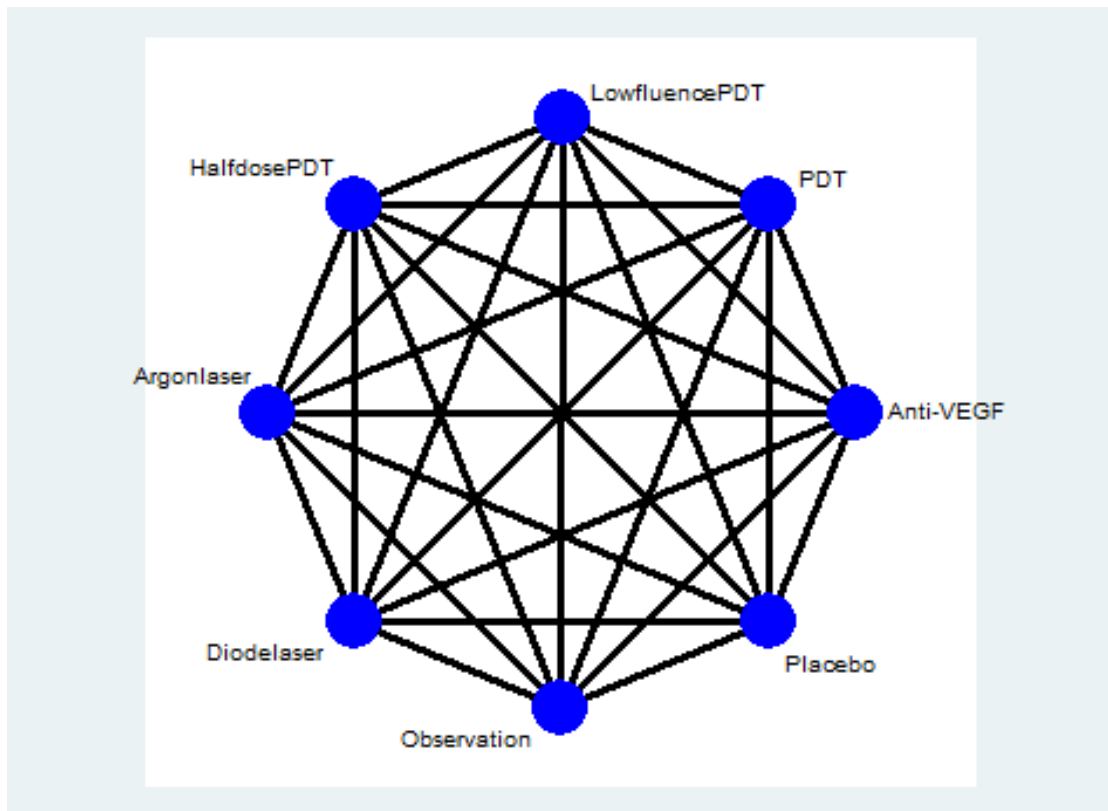 LowfluencePDT
HalfdosePDT
PDT
Argonlaser
Anti-VEGF
Diodelaser
Placebo
Observation